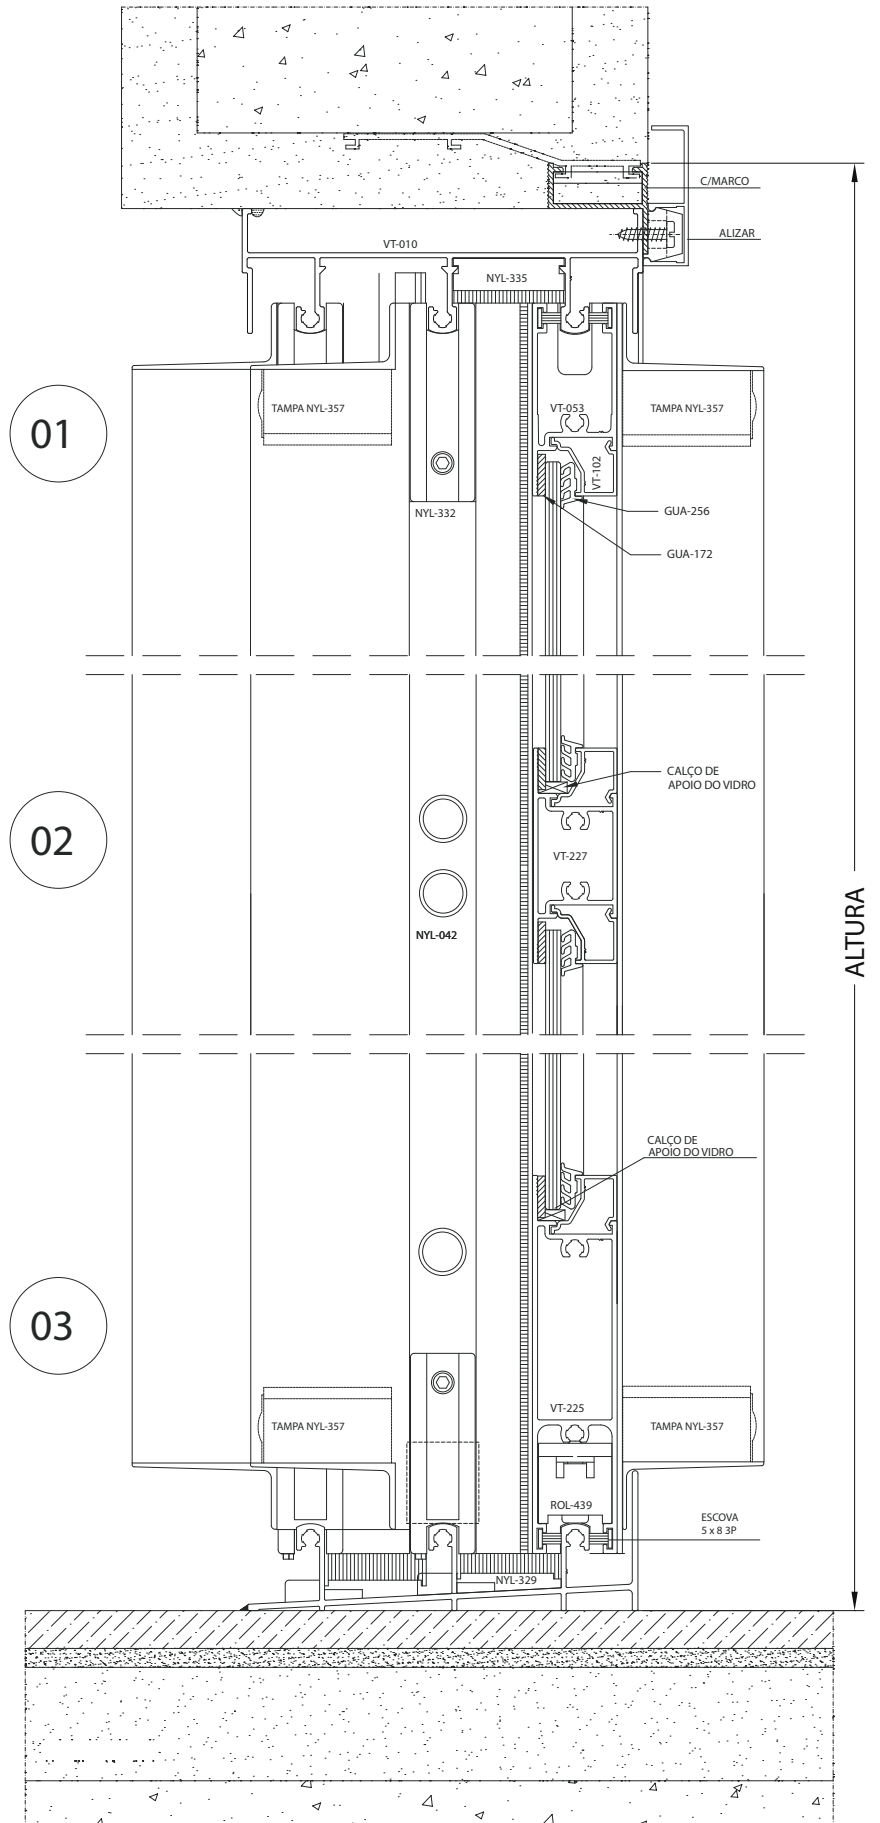 C/MARCO
ALIZAR
VT-010
NYL-335
01
TAMPA NYL-357
VT-053
TAMPA NYL-357
VT-102
NYL-332
GUA-256
GUA-172
CALÇO DE
APOIO DO VIDRO
02
VT-227
ALTURA
NYL-042
CALÇO DE
APOIO DO VIDRO
03
VT-225
TAMPA NYL-357
TAMPA NYL-357
ROL-439
ESCOVA
5 x 8 3P
NYL-329